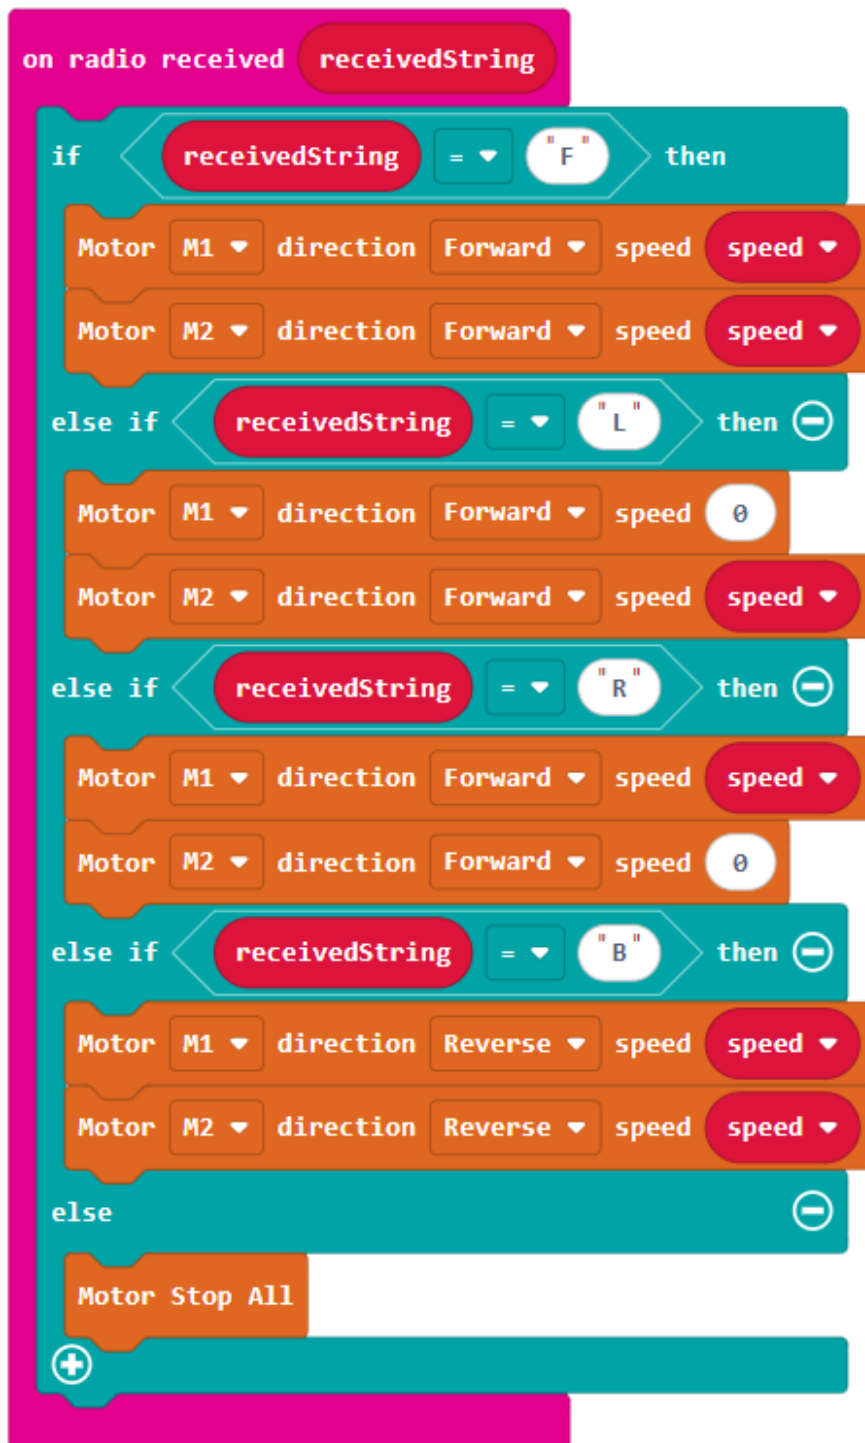 on radio received receivedString
if receivedString = "F" then
Motor M1 direction Forward speed speed
Motor M2 direction Forward speed speed
else if receivedString = "L" then
Motor M1 direction Forward speed 0
Motor M2 direction Forward speed speed
else if receivedString = "R" then
Motor M1 direction Forward speed speed
Motor M2 direction Forward speed 0
else if receivedString = "B" then
Motor M1 direction Reverse speed speed
Motor M2 direction Reverse speed speed
else
Motor Stop All